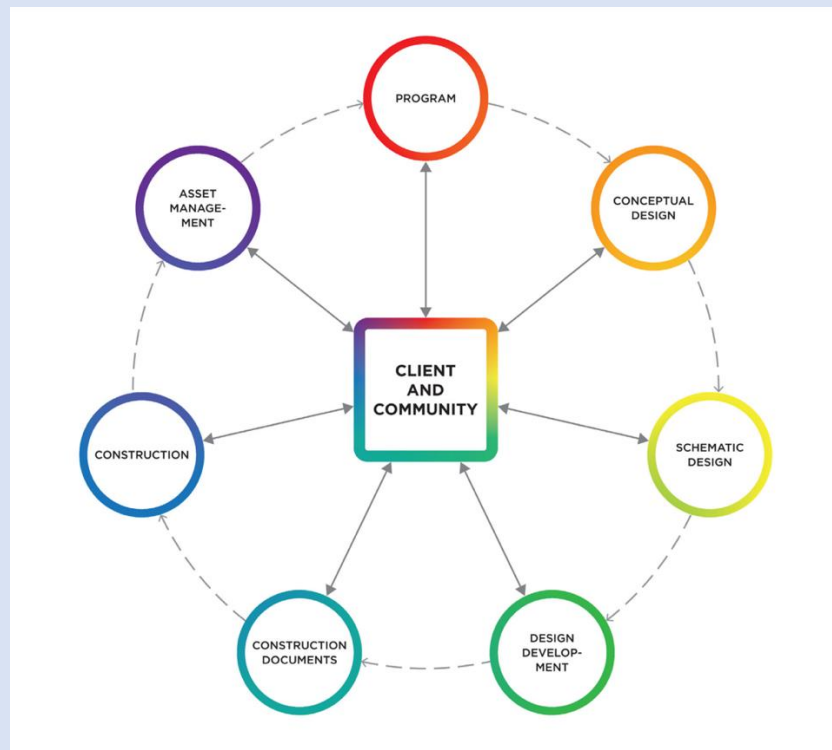 PROGRAM
CONCEPTUAL
DESIGN
SCHEMATIC
DESIGN
DESIGN
DEVELOP-
MENT
CONSTRUCTION
DOCUMENTS
CONSTRUCTION
ASSET
MANAGE-
MENT
CLIENT
AND
COMMUNITY